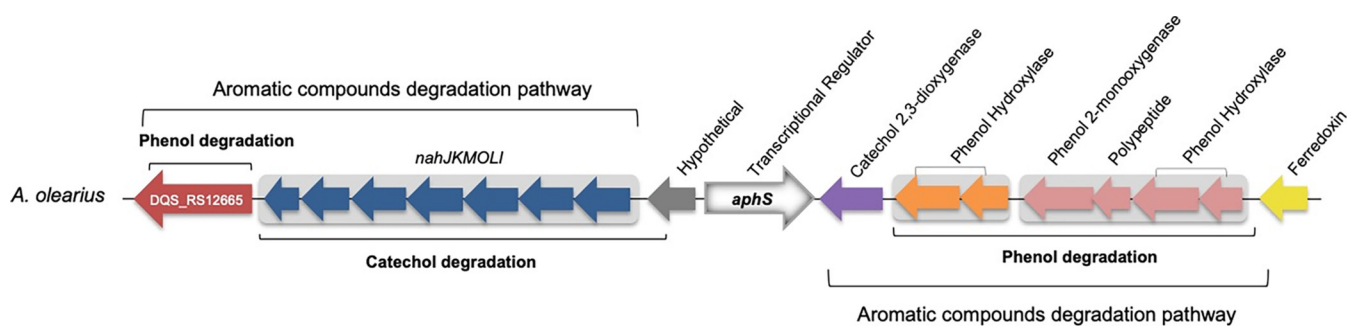 Aromatic compounds degradation pathway
Phenol degradation
nahJKMOLI
Hypothetical
Transcriptional Regulator
Catechol 2,3-dioxygenase
Phenol Hydroxylase
Phenol 2-monooxygenase
Polypeptide
Phenol Hydroxylase
Ferredoxin
A. olearius
DQS_RS12665
aphS
Catechol degradation
Phenol degradation
Aromatic compounds degradation pathway